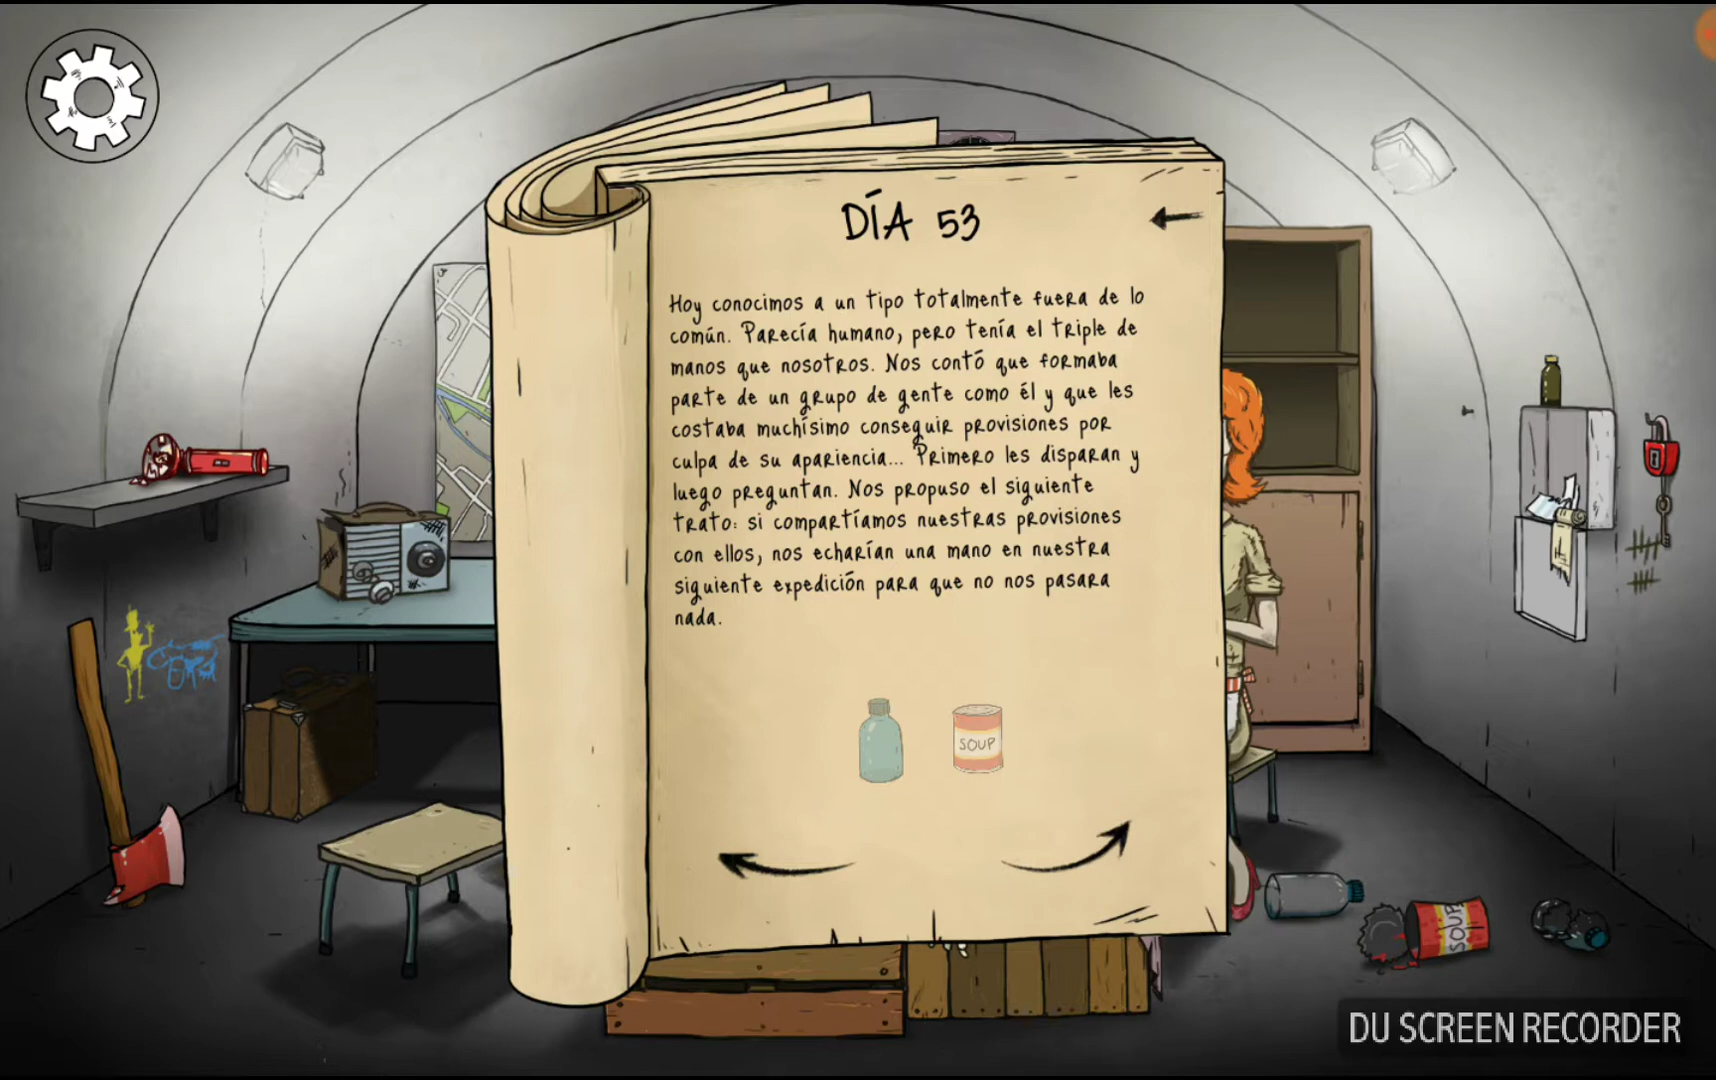 DÍA 53
Hoy conocimos a un tipo totalmente fuera de lo
común. Parecía humano, pero tenía el triple de
manos que nosotros. Nos contó que formaba
parte de un grupo de gente como él y que les
costaba muchísimo conseguir provisiones por
culpa de su apariencia... Primero les disparan y
luego preguntan. Nos propuso el siguiente
trato: si compartíamos nuestras provisiones
con ellos, nos echarían una mano en nuestra
siguiente expedición para que no nos pasara
nada.
SOUP
SOUP
DU SCREEN RECORDER